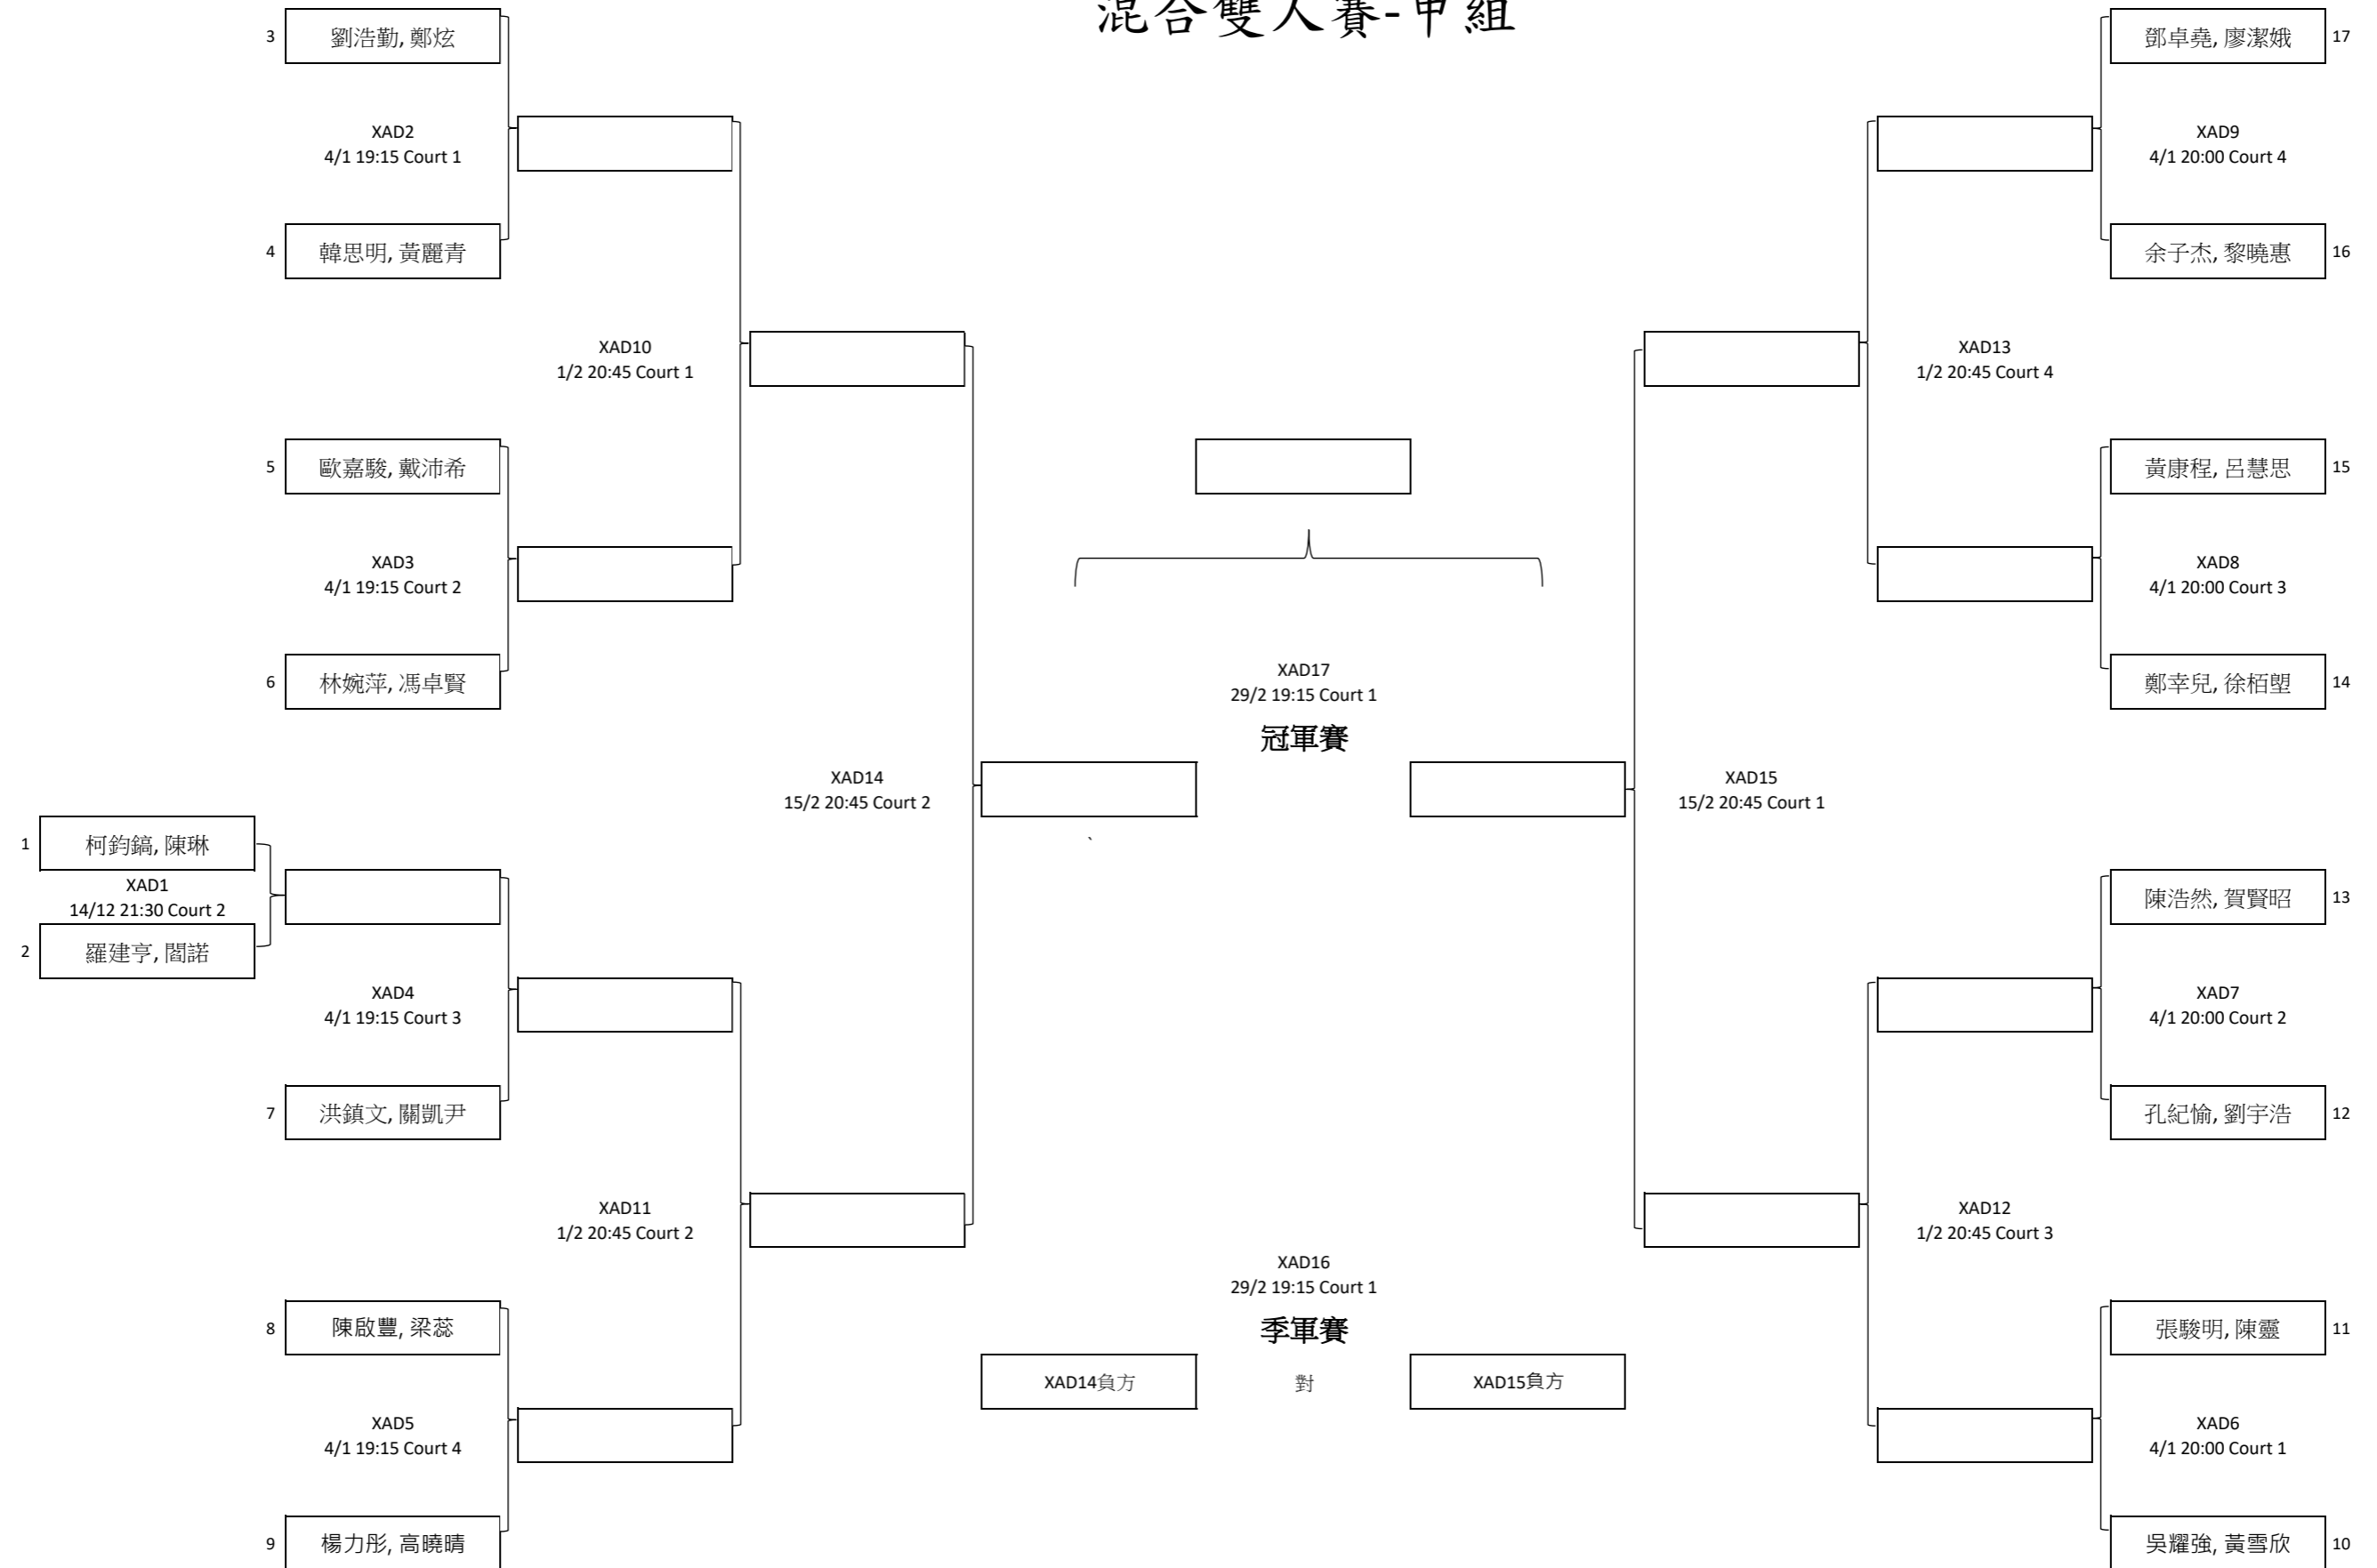 混合雙人賽-甲組
3
劉浩勤, 鄭炫
XAD2
4/1 19:15 Court 1
4
韓思明, 黃麗青
XAD10
1/2 20:45 Court 1
5
歐嘉駿, 戴沛希
XAD3
4/1 19:15 Court 2
6
林婉萍, 馮卓賢
XAD14
15/2 20:45 Court 2
1
柯鈞鎬, 陳琳
XAD1
14/12 21:30 Court 2
2
羅建亨, 閻諾
XAD4
4/1 19:15 Court 3
7
洪鎮文, 關凱尹
XAD11
1/2 20:45 Court 2
8
陳啟豐, 梁蕊
XAD5
4/1 19:15 Court 4
9
楊力彤, 高曉晴
XAD17
29/2 19:15 Court 1
冠軍賽
`
XAD16
29/2 19:15 Court 1
季軍賽
XAD14負方
對
XAD15負方
鄧卓堯, 廖潔娥
17
XAD9
4/1 20:00 Court 4
余子杰, 黎曉惠
16
XAD13
1/2 20:45 Court 4
黃康程, 呂慧思
15
XAD8
4/1 20:00 Court 3
鄭幸兒, 徐栢塱
14
XAD15
15/2 20:45 Court 1
陳浩然, 賀賢昭
13
XAD7
4/1 20:00 Court 2
孔紀愉, 劉宇浩
12
XAD12
1/2 20:45 Court 3
張駿明, 陳靈
11
XAD6
4/1 20:00 Court 1
吳耀強, 黃雪欣
10